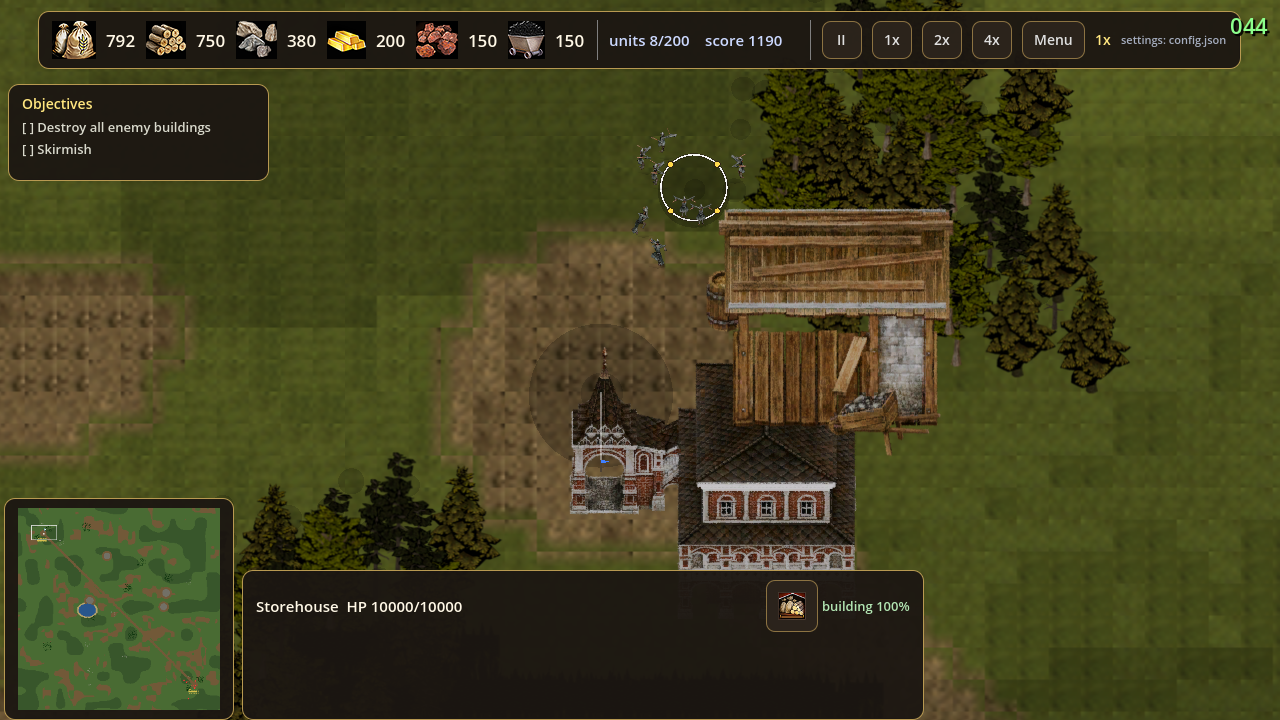 792 750 380 200 150 150 units 8/200 score 1190 II 1x 2x 4x Menu 1x settings: config.json 044
Objectives
[ ] Destroy all enemy buildings
[ ] Skirmish
Storehouse HP 10000/10000 building 100%